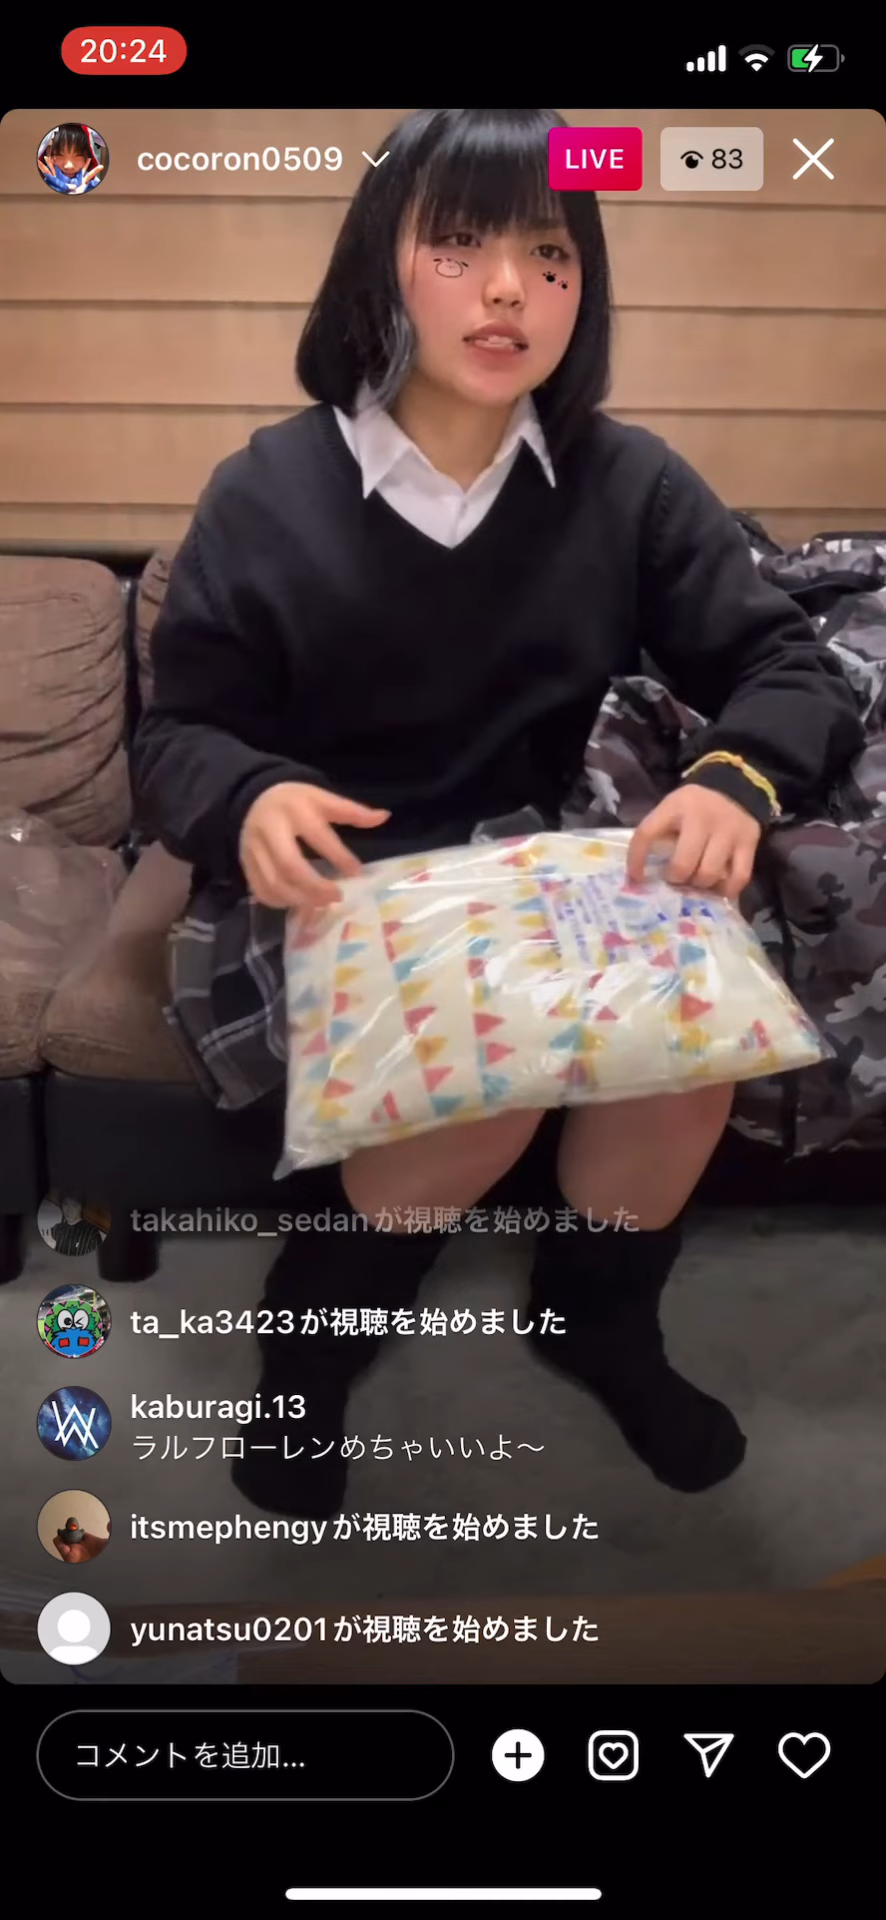 20:24
cocoron0509
LIVE
83
takahiko_sedanが視聴を始めました
ta_ka3423が視聴を始めました
kaburagi.13
ラルフローレンめちゃいいよ〜
itsmephengyが視聴を始めました
yunatsu0201が視聴を始めました
コメントを追加...